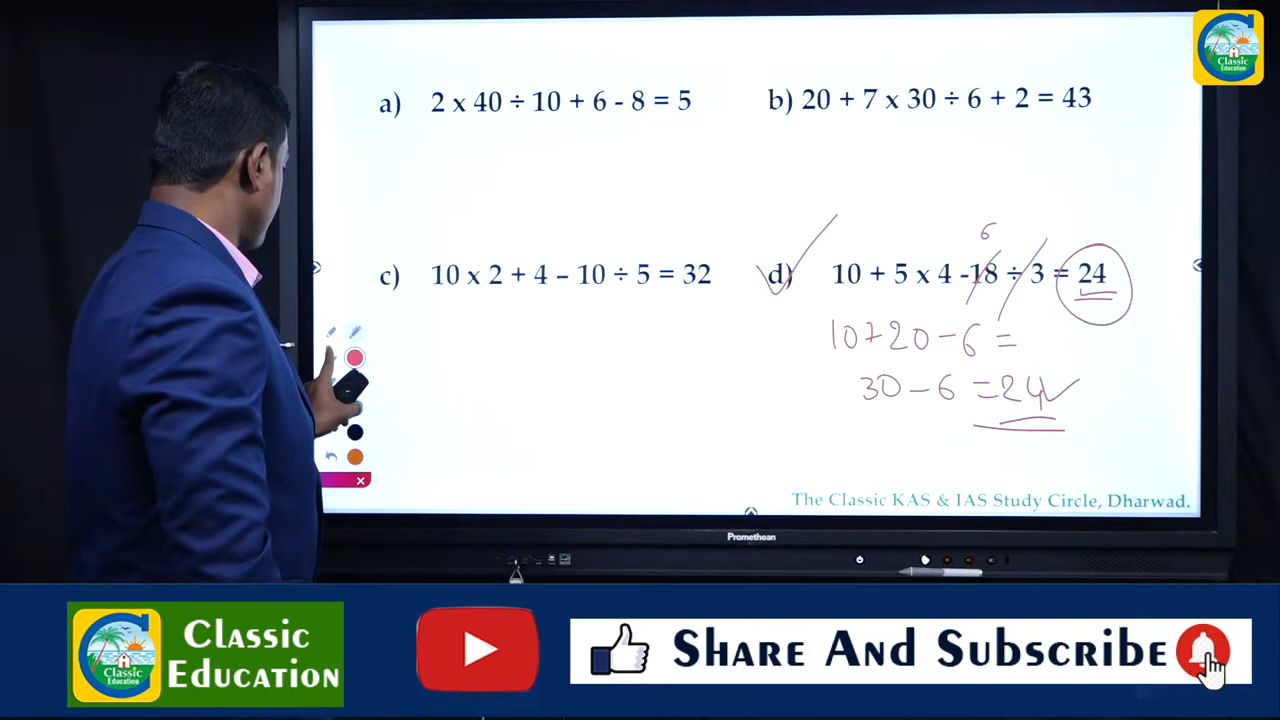 Classic
Education
a) 2 x 40 ÷ 10 + 6 - 8 = 5
b) 20 + 7 x 30 ÷ 6 + 2 = 43
6
c) 10 x 2 + 4 – 10 ÷ 5 = 32
d) 10 + 5 x 4 -18 ÷ 3 = 24
10+20-6=
30-6=24
The Classic KAS & IAS Study Circle, Dharwad.
Promethean
Classic
Education
Classic
Education
Share And Subscribe